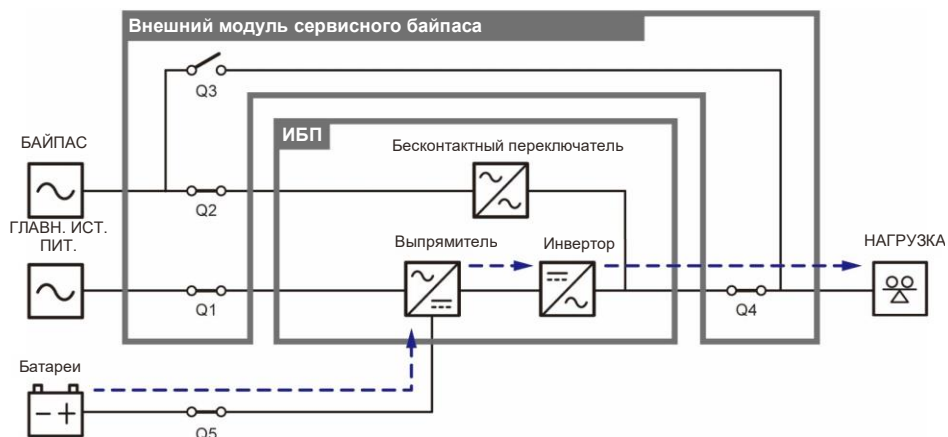 Внешний модуль сервисного байпаса
Q3
ИБП
БАЙПАС
Бесконтактный переключатель
Q2
ГЛАВН. ИСТ.
ПИТ.
Выпрямитель
Инвертор
НАГРУЗКА
Q1
Q4
Батареи
Q5